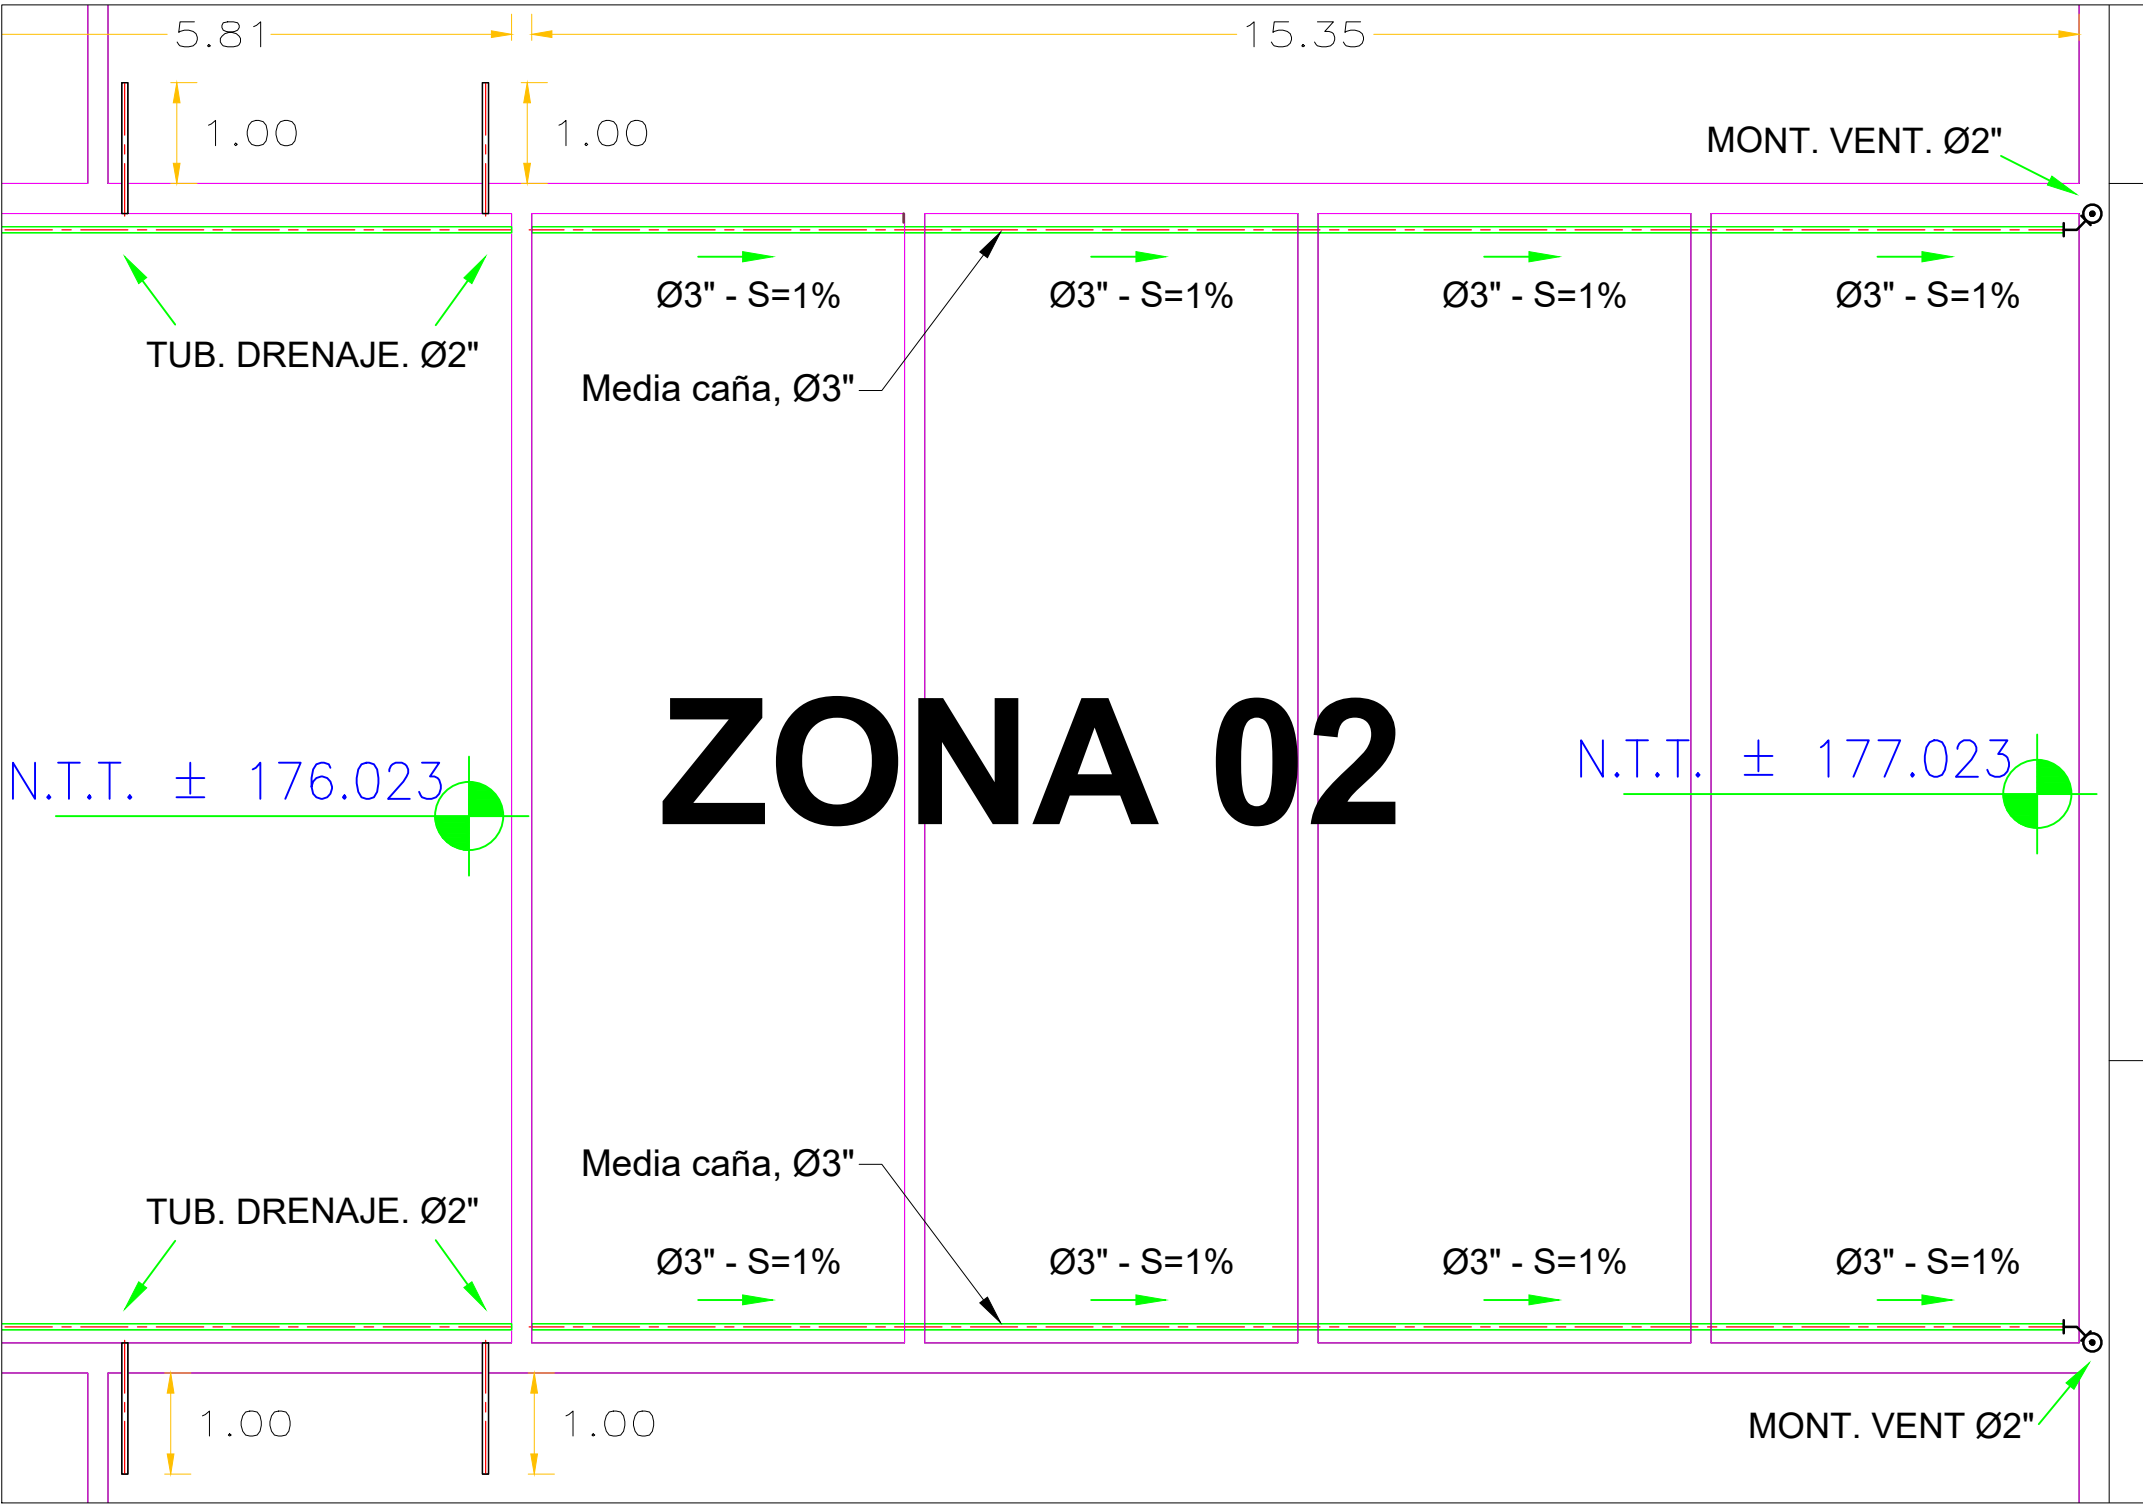 5.81
15.35
1.00
1.00
MONT. VENT. Ø2"
Ø3" - S=1%
Ø3" - S=1%
Ø3" - S=1%
Ø3" - S=1%
TUB. DRENAJE. Ø2"
Media caña, Ø3"
ZONA 02
N.T.T. ± 176.023
N.T.T. ± 177.023
Media caña, Ø3"
TUB. DRENAJE. Ø2"
Ø3" - S=1%
Ø3" - S=1%
Ø3" - S=1%
Ø3" - S=1%
1.00
1.00
MONT. VENT Ø2"